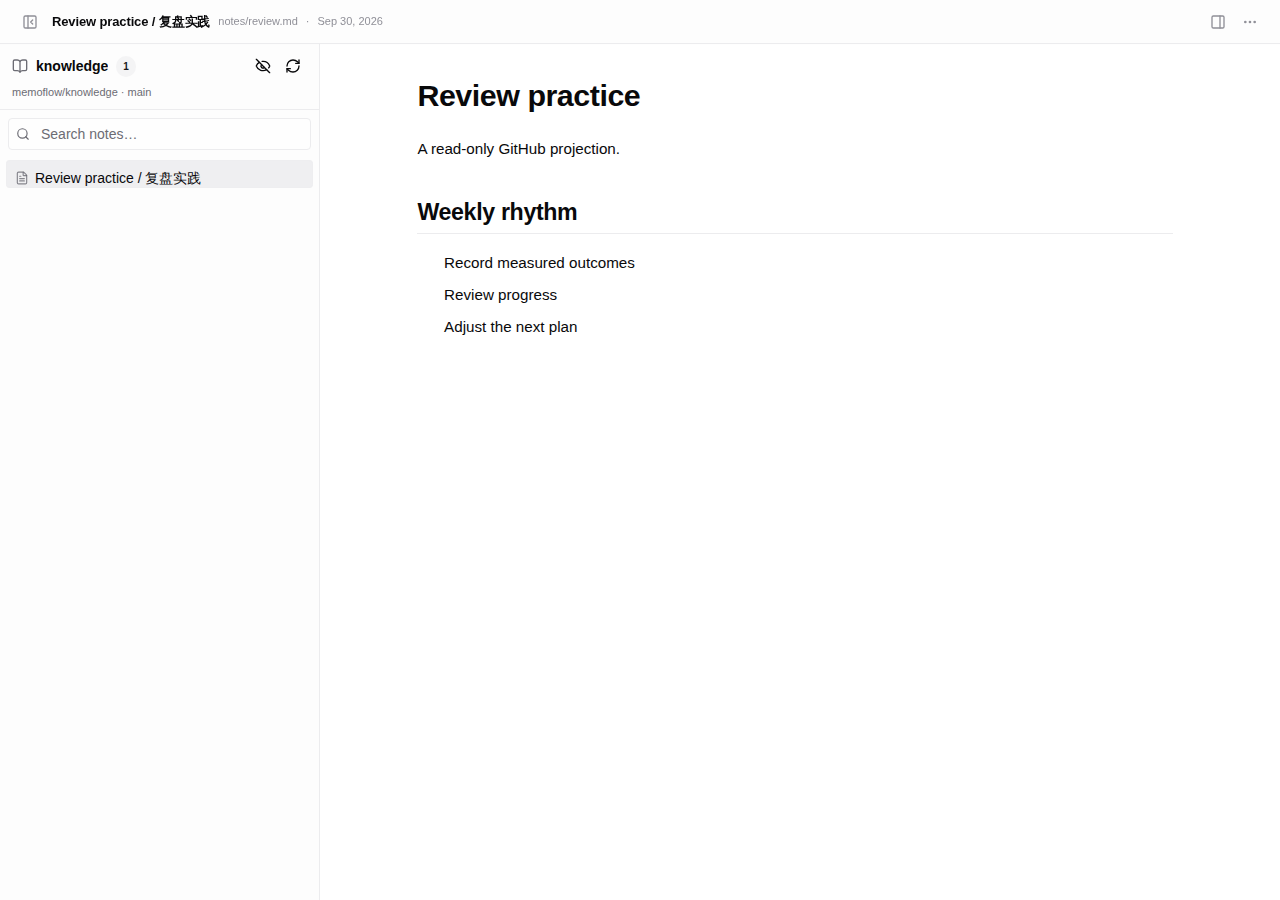 Review practice / 复盘实践 notes/review.md · Sep 30, 2026
knowledge 1
memoflow/knowledge · main
Search notes…
Review practice / 复盘实践
Review practice
A read-only GitHub projection.
Weekly rhythm
Record measured outcomes
Review progress
Adjust the next plan